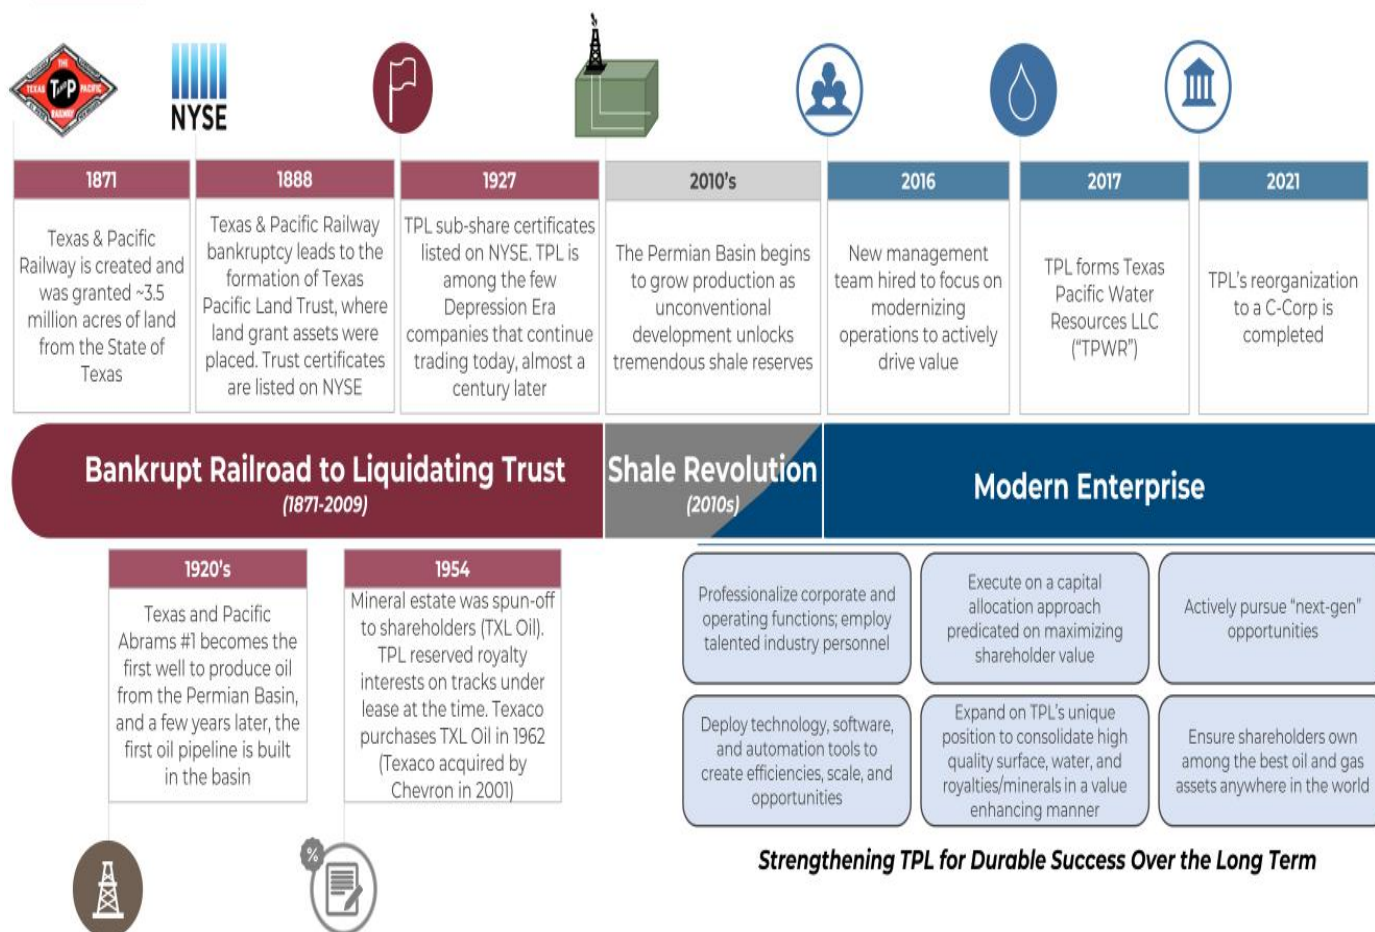 THE
TEXAS T AND P PACIFIC
RAILWAY
NYSE
1871
Texas & Pacific
Railway is created and
was granted ~3.5
million acres of land
from the State of
Texas
1888
Texas & Pacific Railway
bankruptcy leads to the
formation of Texas
Pacific Land Trust, where
land grant assets were
placed. Trust certificates
are listed on NYSE
1927
TPL sub-share certificates
listed on NYSE. TPL is
among the few
Depression Era
companies that continue
trading today, almost a
century later
2010's
The Permian Basin begins
to grow production as
unconventional
development unlocks
tremendous shale reserves
2016
New management
team hired to focus on
modernizing
operations to actively
drive value
2017
TPL forms Texas
Pacific Water
Resources LLC
("TPWR")
2021
TPL's reorganization
to a C-Corp is
completed
Bankrupt Railroad to Liquidating Trust
(1871-2009)
Shale Revolution
(2010s)
Modern Enterprise
1920's
Texas and Pacific
Abrams #1 becomes the
first well to produce oil
from the Permian Basin,
and a few years later, the
first oil pipeline is built
in the basin
1954
Mineral estate was spun-off
to shareholders (TXL Oil).
TPL reserved royalty
interests on tracks under
lease at the time. Texaco
purchases TXL Oil in 1962
(Texaco acquired by
Chevron in 2001)
%
Professionalize corporate and
operating functions; employ
talented industry personnel
Execute on a capital
allocation approach
predicated on maximizing
shareholder value
Actively pursue "next-gen"
opportunities
Deploy technology, software,
and automation tools to
create efficiencies, scale, and
opportunities
Expand on TPL's unique
position to consolidate high
quality surface, water, and
royalties/minerals in a value
enhancing manner
Ensure shareholders own
among the best oil and gas
assets anywhere in the world
Strengthening TPL for Durable Success Over the Long Term